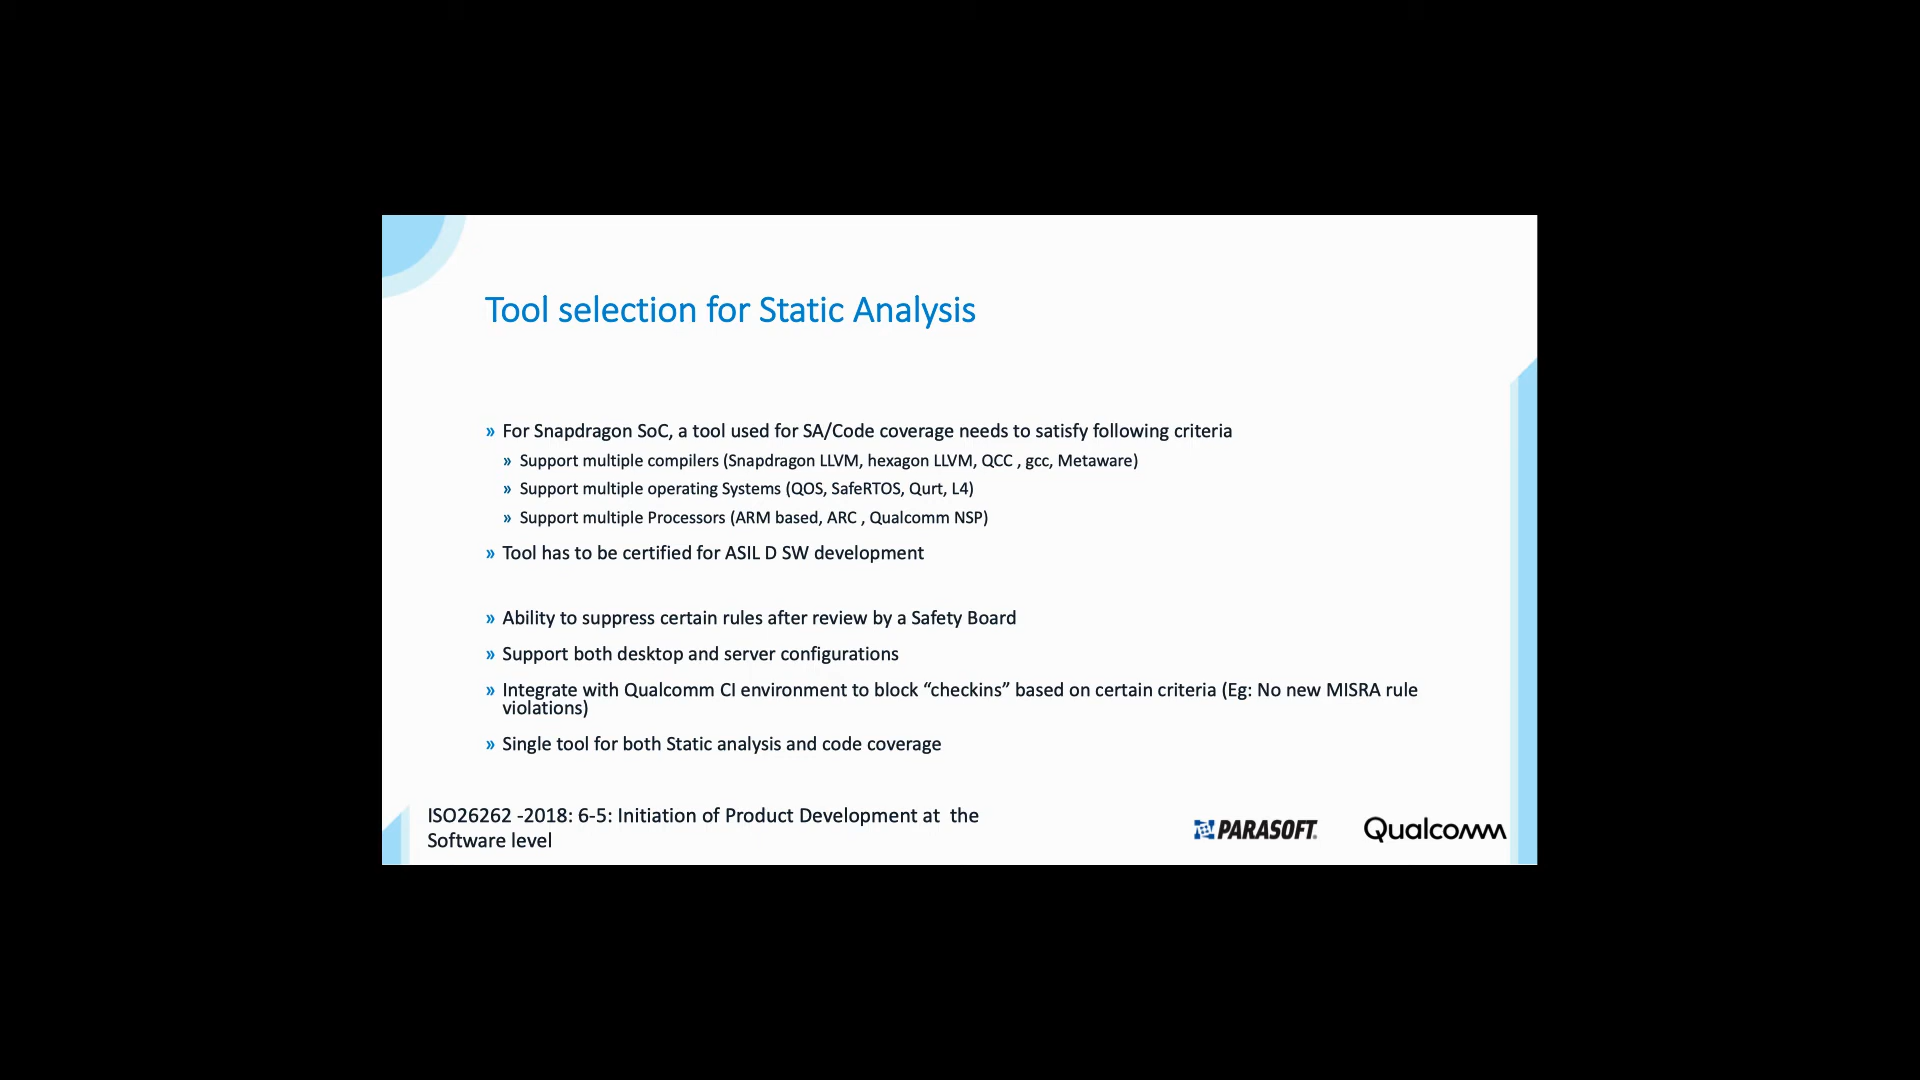 Tool selection for Static Analysis
» For Snapdragon SoC, a tool used for SA/Code coverage needs to satisfy following criteria
» Support multiple compilers (Snapdragon LLVM, hexagon LLVM, QCC , gcc, Metaware)
» Support multiple operating Systems (QOS, SafeRTOS, Qurt, L4)
» Support multiple Processors (ARM based, ARC , Qualcomm NSP)
» Tool has to be certified for ASIL D SW development
» Ability to suppress certain rules after review by a Safety Board
» Support both desktop and server configurations
» Integrate with Qualcomm CI environment to block “checkins” based on certain criteria (Eg: No new MISRA rule
violations)
» Single tool for both Static analysis and code coverage
ISO26262 -2018: 6-5: Initiation of Product Development at  the
Software level
PARASOFT.
Qualcomm